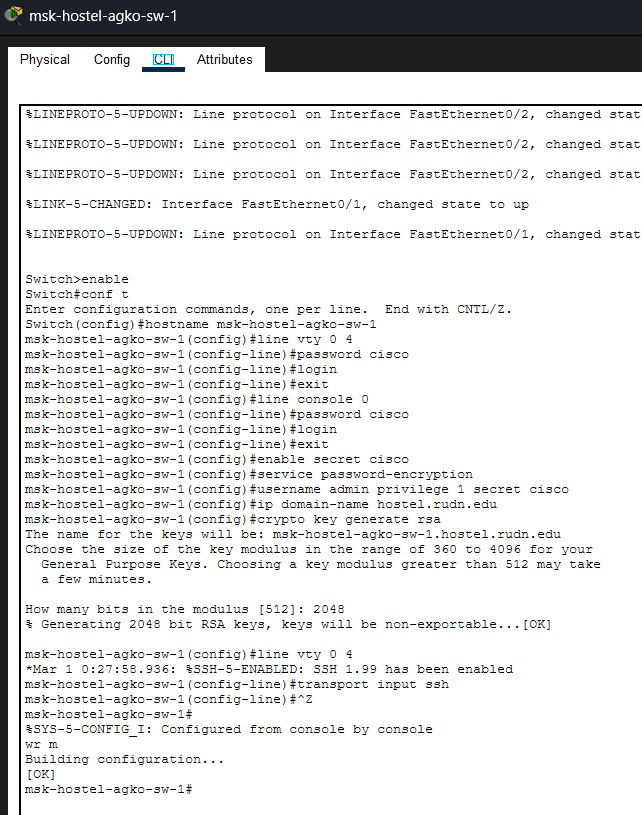 msk-hostel-agko-sw-1
Physical Config CLI Attributes
%LINEPROTO-5-UPDOWN: Line protocol on Interface FastEthernet0/2, changed stat
%LINEPROTO-5-UPDOWN: Line protocol on Interface FastEthernet0/2, changed stat
%LINEPROTO-5-UPDOWN: Line protocol on Interface FastEthernet0/2, changed stat
%LINK-5-CHANGED: Interface FastEthernet0/1, changed state to up
%LINEPROTO-5-UPDOWN: Line protocol on Interface FastEthernet0/1, changed stat
Switch>enable
Switch#conf t
Enter configuration commands, one per line.  End with CNTL/Z.
Switch(config)#hostname msk-hostel-agko-sw-1
msk-hostel-agko-sw-1(config)#line vty 0 4
msk-hostel-agko-sw-1(config-line)#password cisco
msk-hostel-agko-sw-1(config-line)#login
msk-hostel-agko-sw-1(config-line)#exit
msk-hostel-agko-sw-1(config)#line console 0
msk-hostel-agko-sw-1(config-line)#password cisco
msk-hostel-agko-sw-1(config-line)#login
msk-hostel-agko-sw-1(config-line)#exit
msk-hostel-agko-sw-1(config)#enable secret cisco
msk-hostel-agko-sw-1(config)#service password-encryption
msk-hostel-agko-sw-1(config)#username admin privilege 1 secret cisco
msk-hostel-agko-sw-1(config)#ip domain-name hostel.rudn.edu
msk-hostel-agko-sw-1(config)#crypto key generate rsa
The name for the keys will be: msk-hostel-agko-sw-1.hostel.rudn.edu
Choose the size of the key modulus in the range of 360 to 4096 for your
General Purpose Keys. Choosing a key modulus greater than 512 may take
a few minutes.
How many bits in the modulus [512]: 2048
% Generating 2048 bit RSA keys, keys will be non-exportable...[OK]
msk-hostel-agko-sw-1(config)#line vty 0 4
*Mar 1 0:27:58.936: %SSH-5-ENABLED: SSH 1.99 has been enabled
msk-hostel-agko-sw-1(config-line)#transport input ssh
msk-hostel-agko-sw-1(config-line)#^Z
msk-hostel-agko-sw-1#
%SYS-5-CONFIG_I: Configured from console by console
wr m
Building configuration...
[OK]
msk-hostel-agko-sw-1#